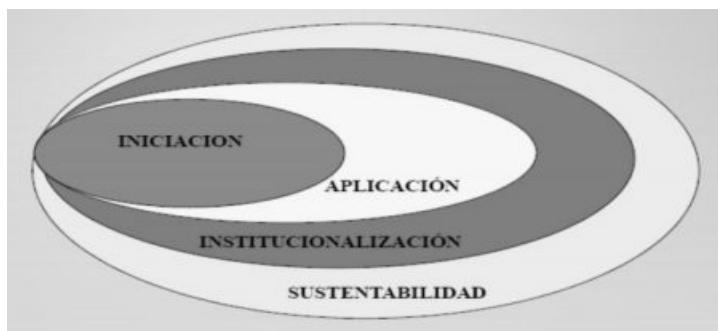 INICIACION
APLICACIÓN
INSTITUCIONALIZACIÓN
SUSTENTABILIDAD